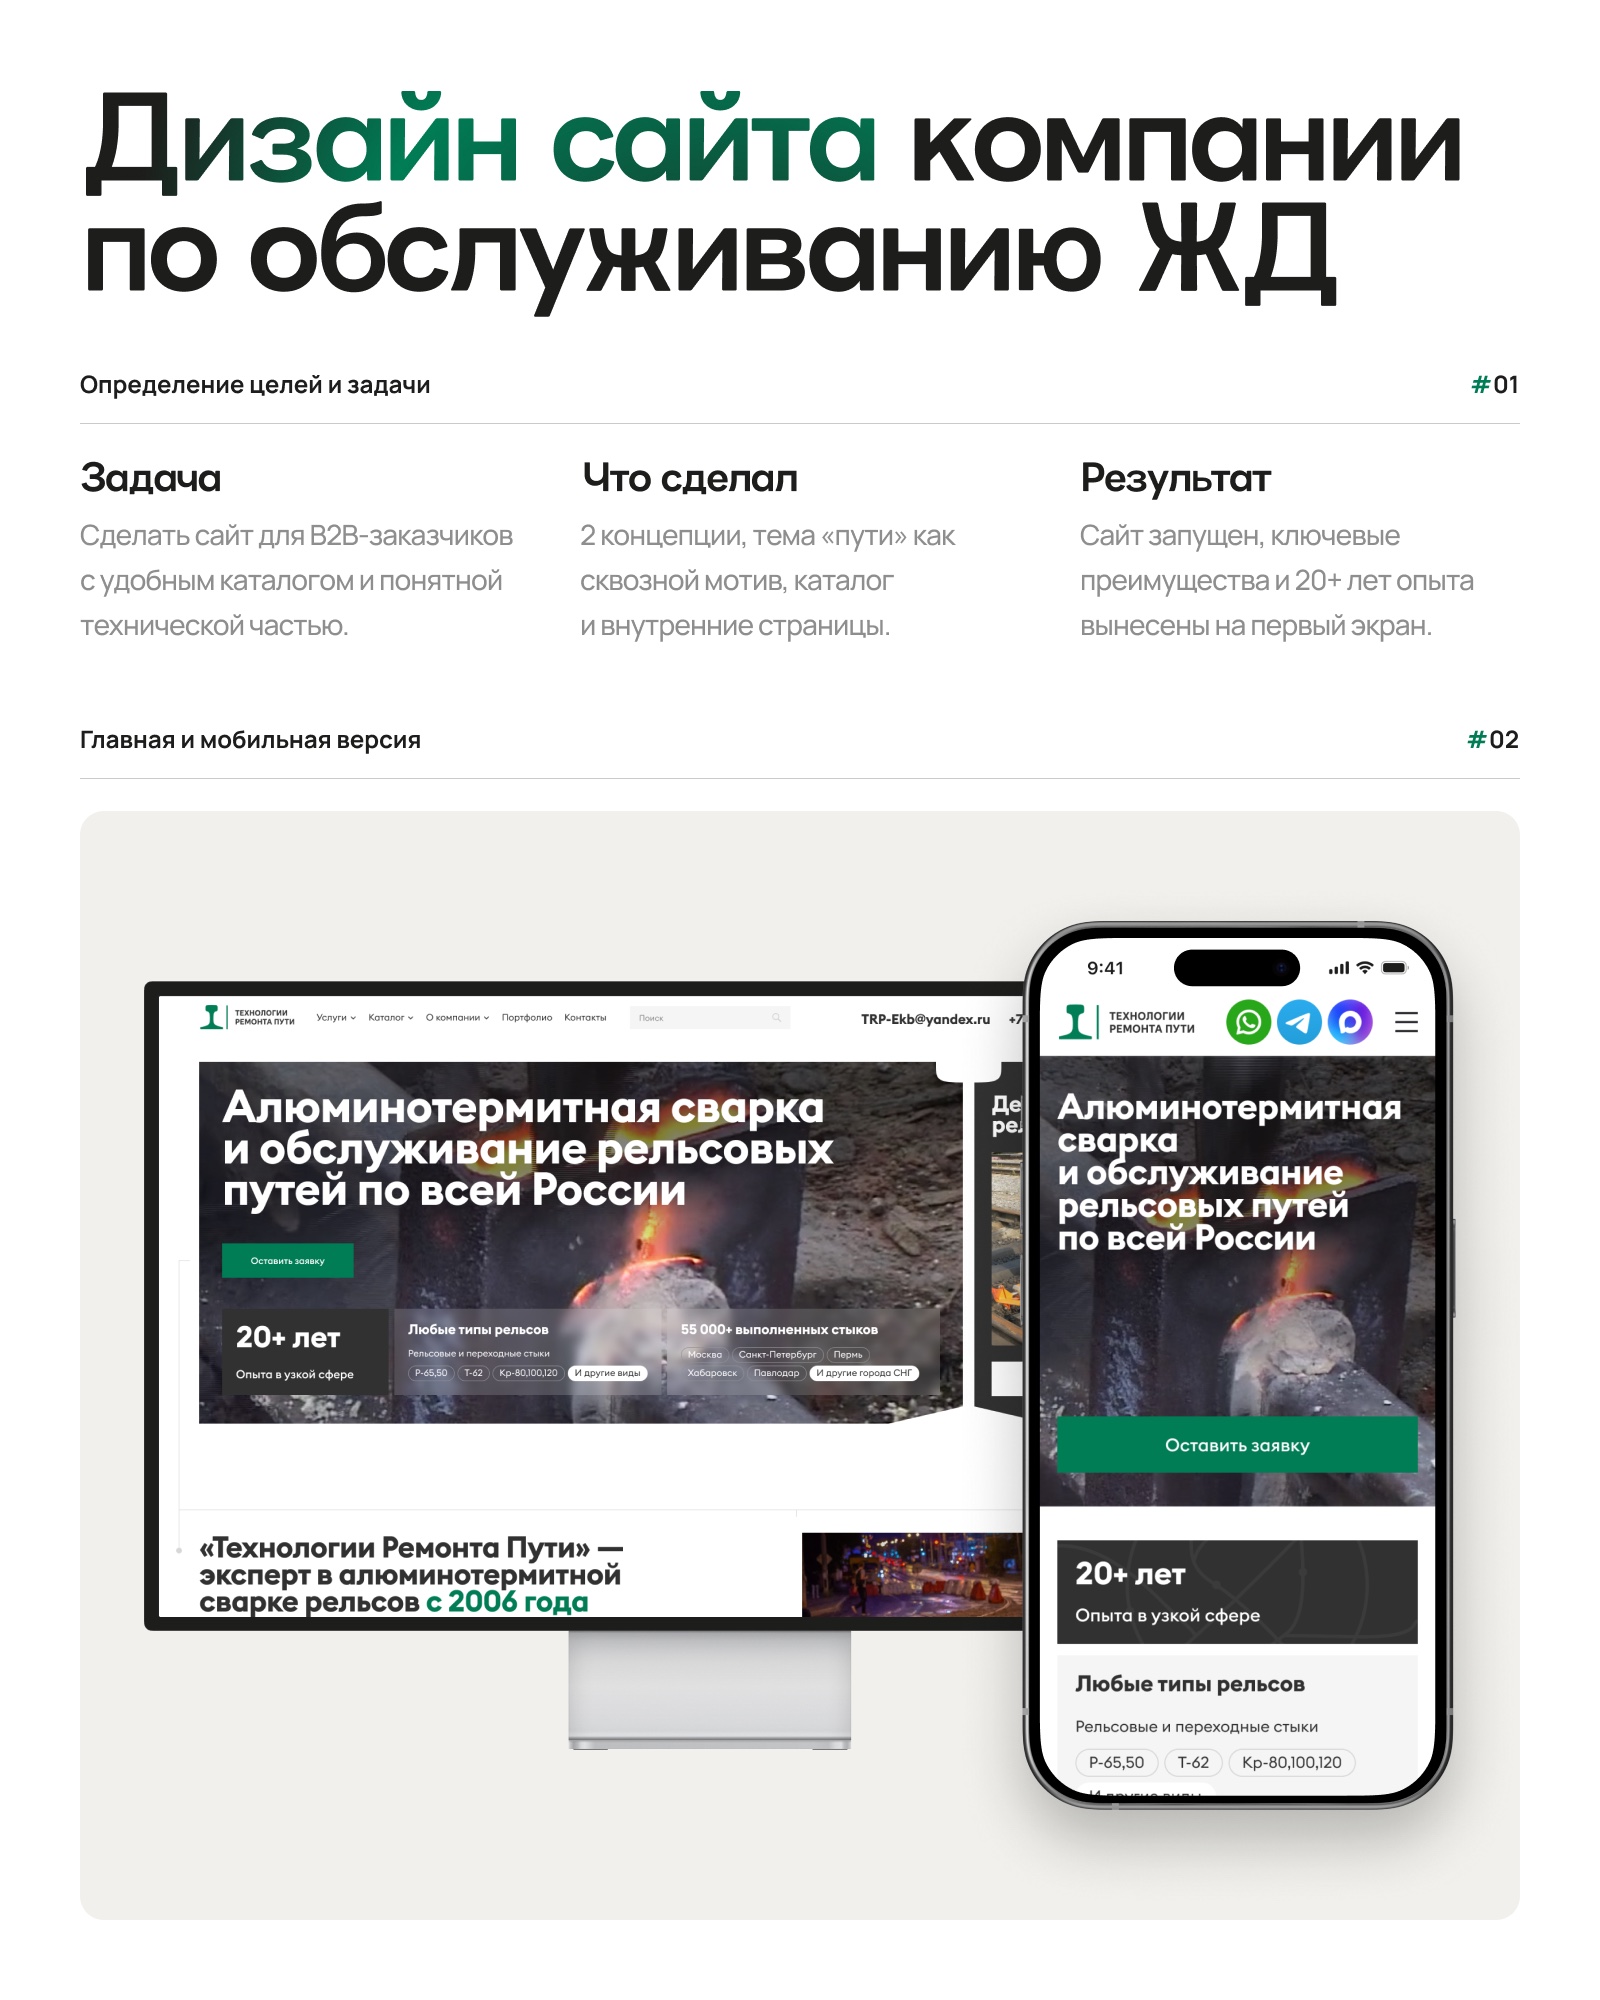 Дизайн сайта компании
по обслуживанию ЖД
Определение целей и задачи
#01
Задача
Сделать сайт для B2B-заказчиков
с удобным каталогом и понятной
технической частью.
Что сделал
2 концепции, тема «пути» как
сквозной мотив, каталог
и внутренние страницы.
Результат
Сайт запущен, ключевые
преимущества и 20+ лет опыта
вынесены на первый экран.
Главная и мобильная версия
#02
ТЕХНОЛОГИИ
РЕМОНТА ПУТИ
Услуги Каталог О компании Портфолио Контакты
Поиск
TRP-Ekb@yandex.ru +7
Алюминотермитная сварка
и обслуживание рельсовых
путей по всей России
Оставить заявку
20+ лет
Опыта в узкой сфере
Любые типы рельсов
Рельсовые и переходные стыки
Р-65,50 Т-62 Кр-80,100,120 И другие виды
55 000+ выполненных стыков
Москва Санкт-Петербург Пермь
Хабаровск Павлодар И другие города СНГ
Де
рел
«Технологии Ремонта Пути» —
эксперт в алюминотермитной
сварке рельсов с 2006 года
9:41
ТЕХНОЛОГИИ
РЕМОНТА ПУТИ
Алюминотермитная
сварка
и обслуживание
рельсовых путей
по всей России
Оставить заявку
20+ лет
Опыта в узкой сфере
Любые типы рельсов
Рельсовые и переходные стыки
Р-65,50 Т-62 Кр-80,100,120
И другие виды